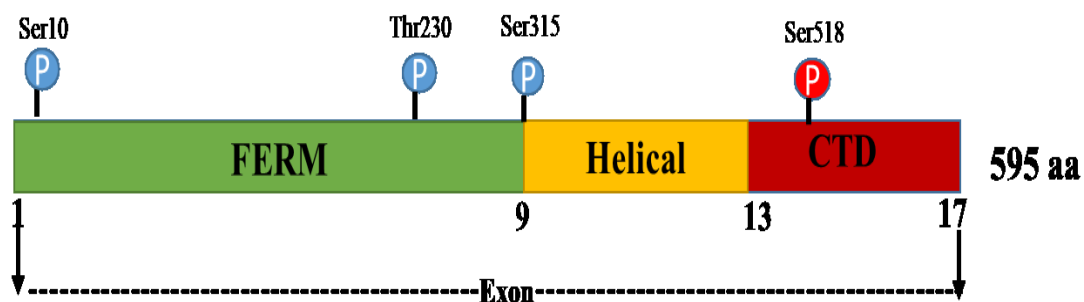 Ser10 Thr230 Ser315 Ser518
P P P P
FERM Helical CTD 595 aa
1 9 13 17
Exon